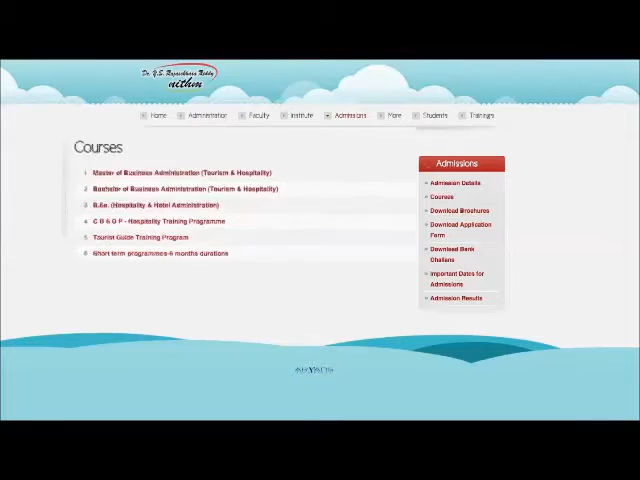 Dr. Y.S. Rajasekhara Reddy
nithm
Home Administration Faculty Institute Admissions More Students Trainings
Courses
1 Master of Business Administration (Tourism & Hospitality)
2 Bachelor of Business Administration (Tourism & Hospitality)
3 B.Sc. (Hospitality & Hotel Administration)
4 C B & D P - Hospitality Training Programme
5 Tourist Guide Training Program
6 Short term programmes-6 months durations
Admissions
Admission Details
Courses
Download Brochures
Download Application
Form
Download Bank
Challans
Important Dates for
Admissions
Admission Results